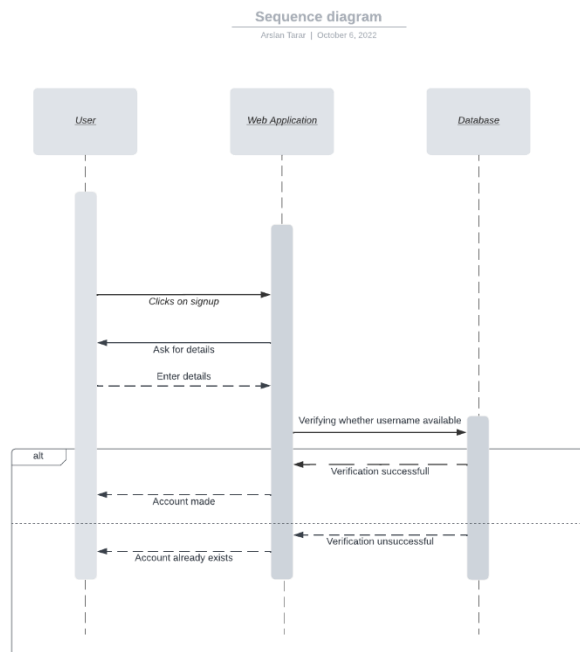 Sequence diagram
Arslan Tarar | October 6, 2022
User
Web Application
Database
Clicks on signup
Ask for details
Enter details
Verifying whether username available
alt
Verification successfull
Account made
Verification unsuccessful
Account already exists